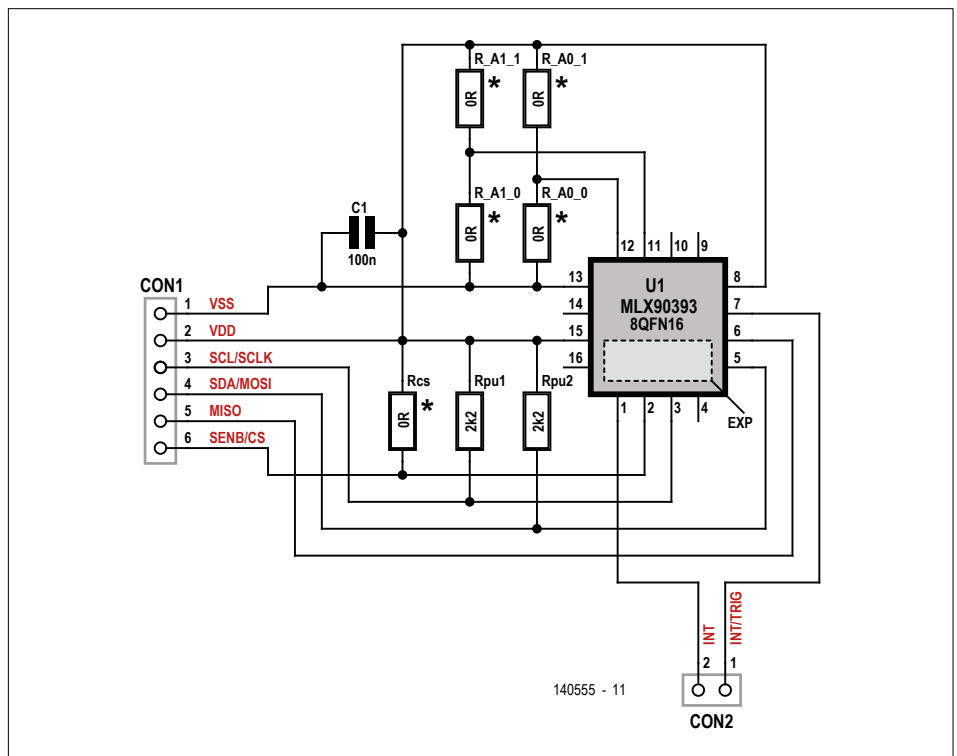 R_A1_1
R_A0_1
*
*
0R
0R
R_A1_0
R_A0_0
*
*
0R
0R
C1
100n
12
11
10
9
13
14
15
16
U1
MLX90393
8QFN16
8
7
6
5
1
2
3
4
EXP
CON1
1 VSS
2 VDD
3 SCL/SCLK
4 SDA/MOSI
5 MISO
6 SENB/CS
Rcs
*
0R
Rpu1
2k2
Rpu2
2k2
INT
INT/TRIG
2
1
140555 - 11
CON2